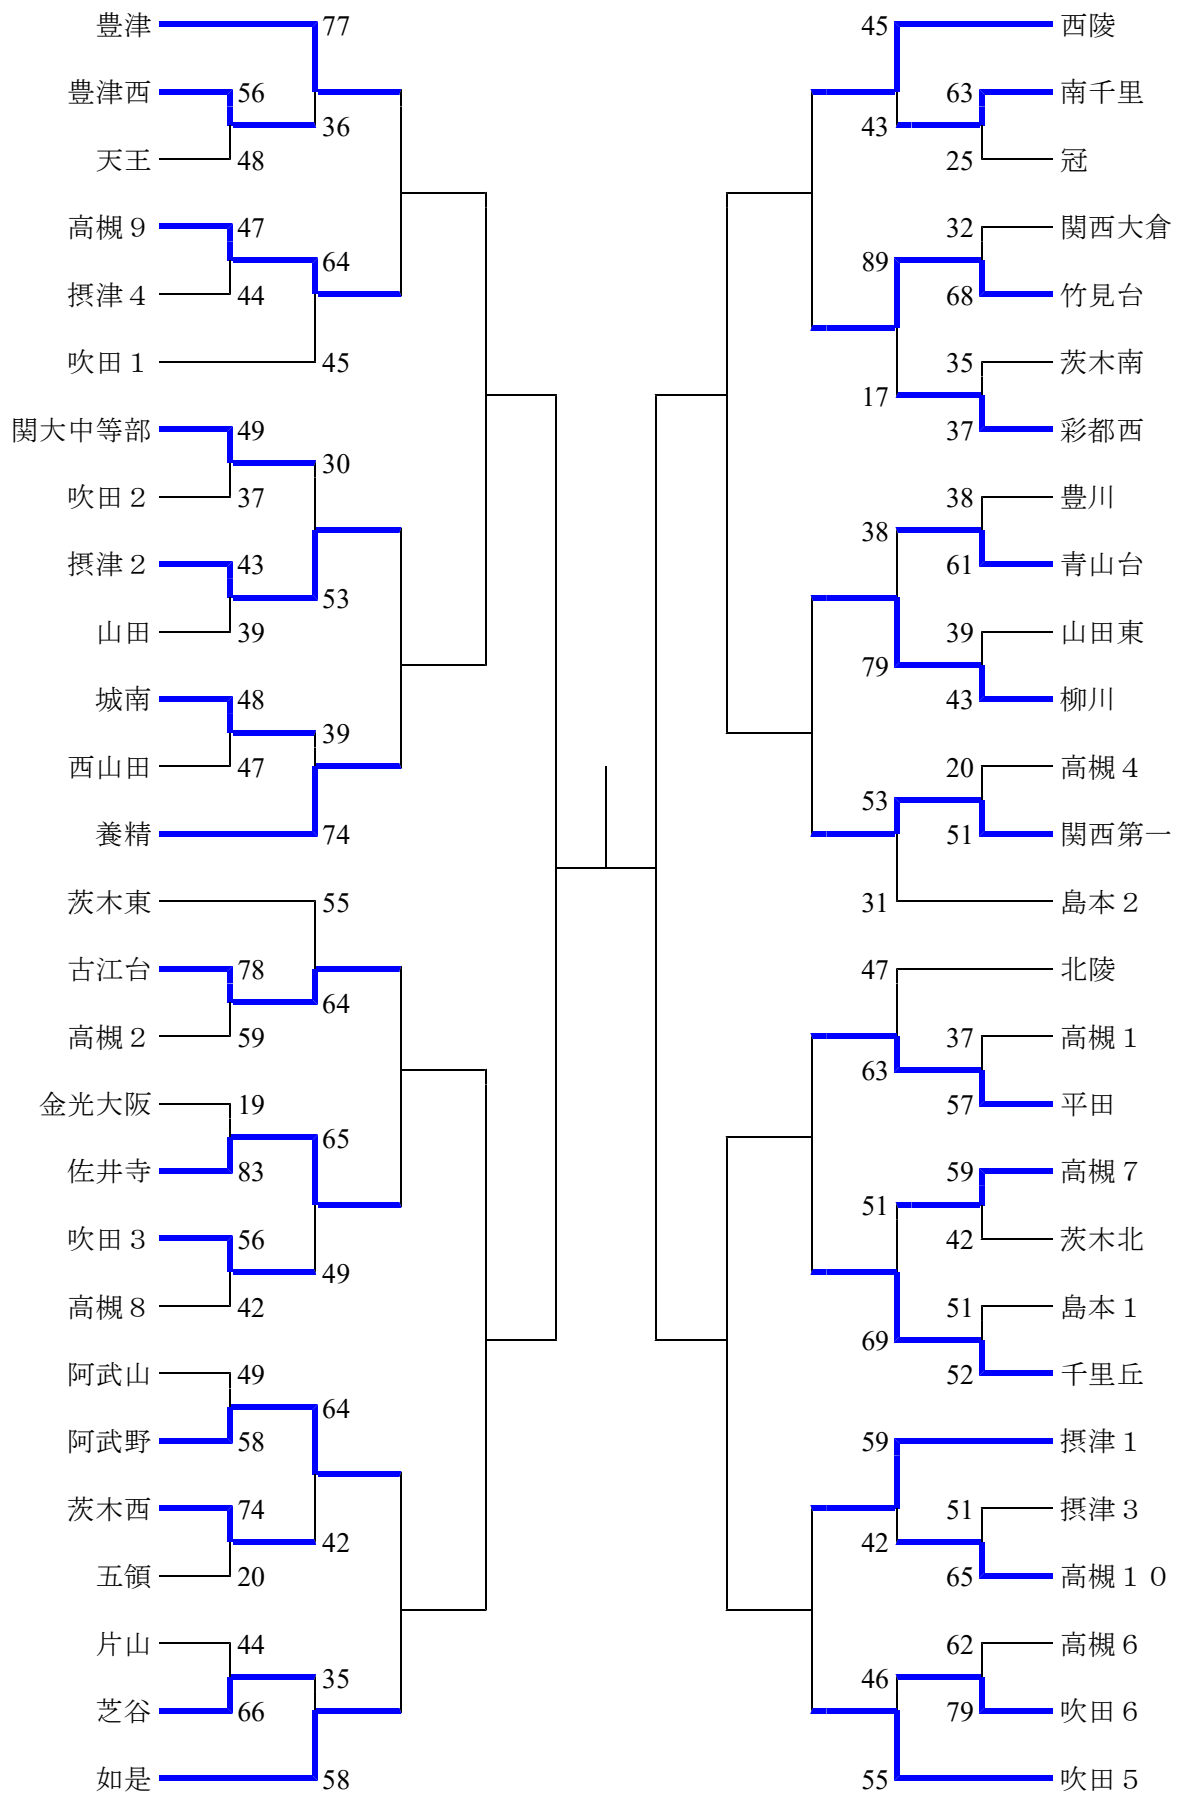 豊津 77 45 西陵
豊津西 56 63 南千里
36 43
天王 48 25 冠
高槻９ 47 32 関西大倉
64 89
摂津４ 44 68 竹見台
吹田１ 45 35 茨木南
17
関大中等部 49 37 彩都西
30
吹田２ 37 38 豊川
38
摂津２ 43 61 青山台
53
山田 39 39 山田東
79
城南 48 43 柳川
39
西山田 47 20 高槻４
53
養精 74 51 関西第一
茨木東 55 31 島本２
古江台 78 47 北陵
64
高槻２ 59 37 高槻１
63
金光大阪 19 57 平田
65
佐井寺 83 59 高槻７
51
吹田３ 56 42 茨木北
49
高槻８ 42 51 島本１
69
阿武山 49 52 千里丘
64
阿武野 58 59 摂津１
茨木西 74 51 摂津３
42 42
五領 20 65 高槻１０
片山 44 62 高槻６
35 46
芝谷 66 79 吹田６
如是 58 55 吹田５